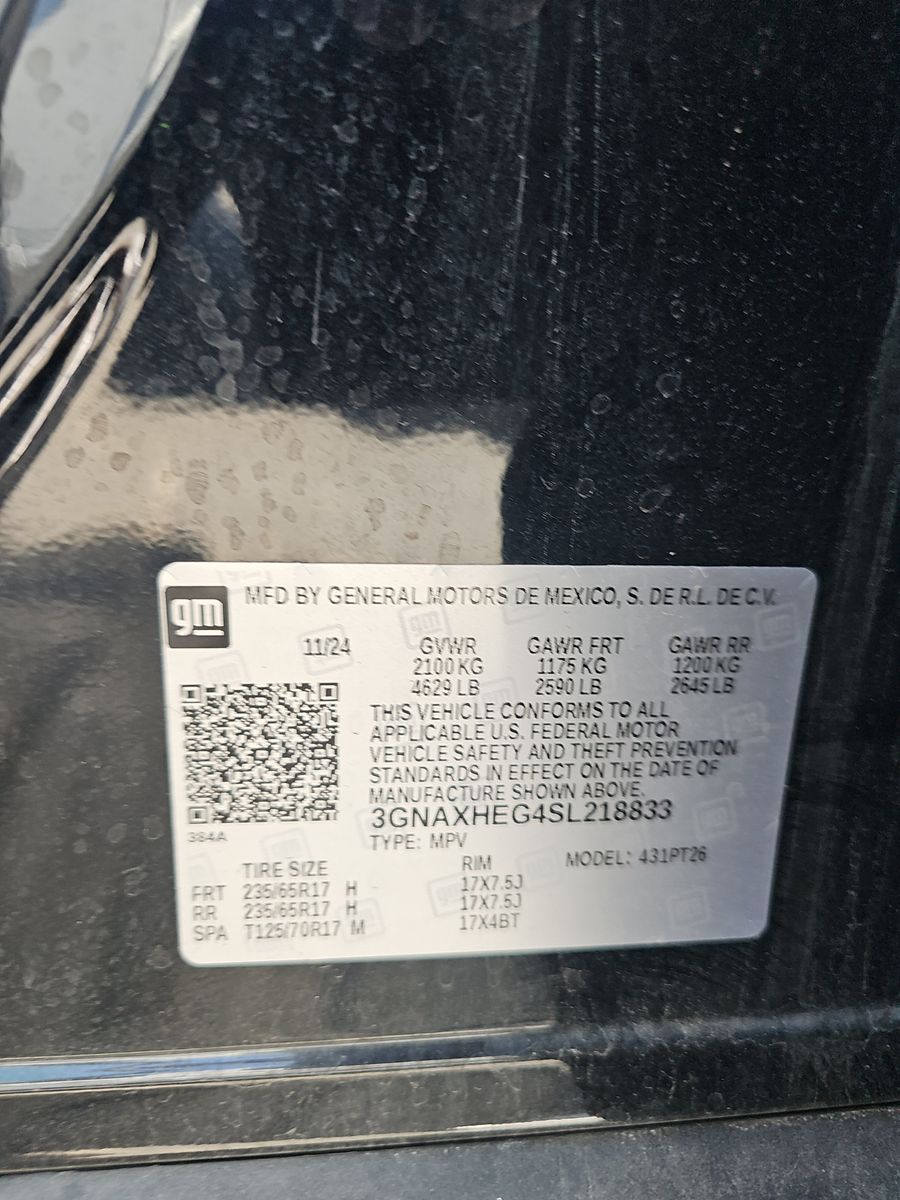 gm
MFD BY GENERAL MOTORS DE MEXICO, S. DE R.L. DE C.V.
11/24 GVWR GAWR FRT GAWR RR
2100 KG 1175 KG 1200 KG
4629 LB 2590 LB 2645 LB
THIS VEHICLE CONFORMS TO ALL
APPLICABLE U.S. FEDERAL MOTOR
VEHICLE SAFETY AND THEFT PREVENTION
STANDARDS IN EFFECT ON THE DATE OF
MANUFACTURE SHOWN ABOVE.
3GNAXHEG4SL218833
384A
TYPE: MPV
MODEL: 431PT26
TIRE SIZE RIM
FRT 235/65R17 H 17X7.5J
RR 235/65R17 H 17X7.5J
SPA T125/70R17 M 17X4BT